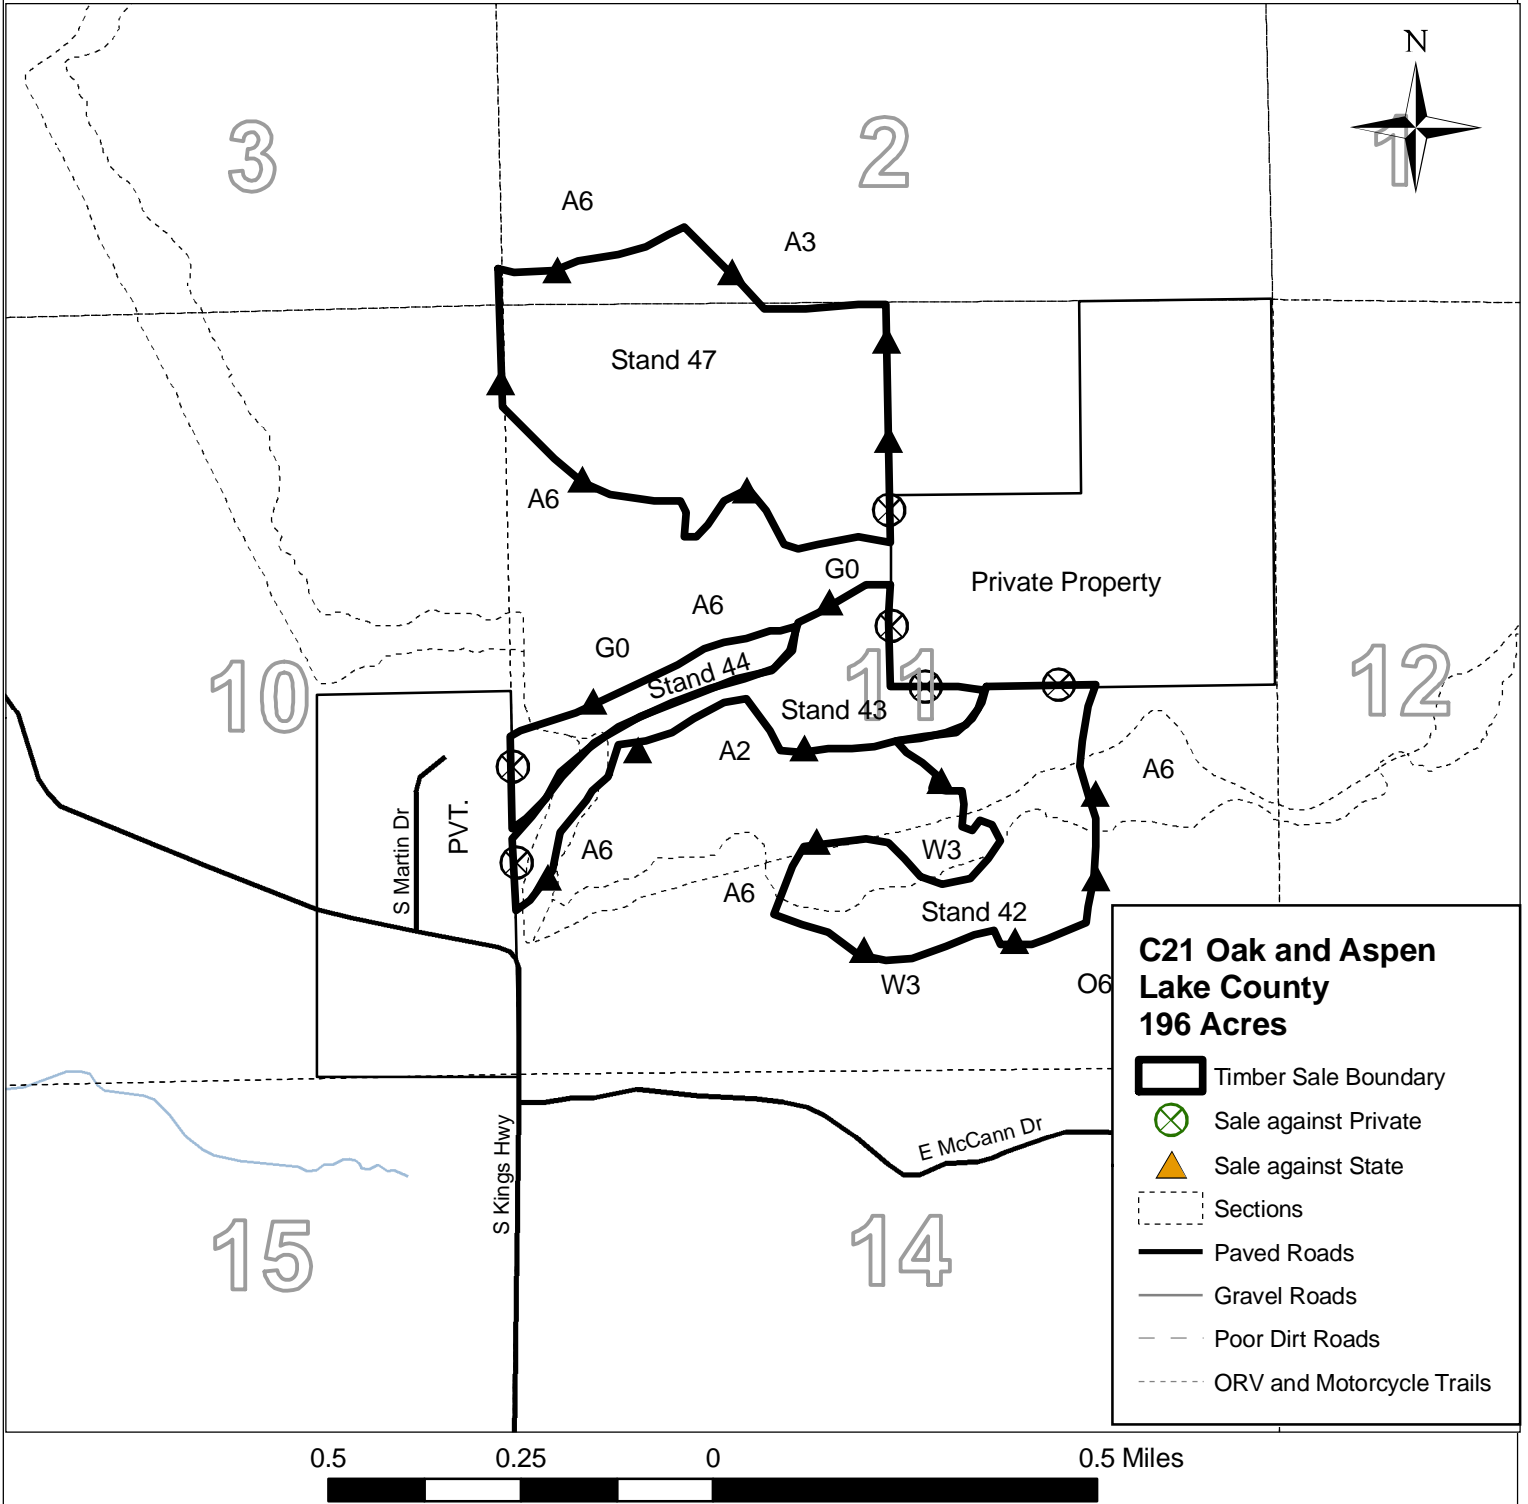 N
3
2
1
A6
A3
Stand 47
A6
G0
Private Property
A6
G0
Stand 44
10
11
12
Stand 43
A2
A6
S Martin Dr
PVT.
A6
W3
A6
Stand 42
W3
O6
C21 Oak and Aspen
Lake County
196 Acres
Timber Sale Boundary
Sale against Private
Sale against State
Sections
Paved Roads
Gravel Roads
Poor Dirt Roads
ORV and Motorcycle Trails
S Kings Hwy
E McCann Dr
15
14
0.5 0.25 0 0.5 Miles